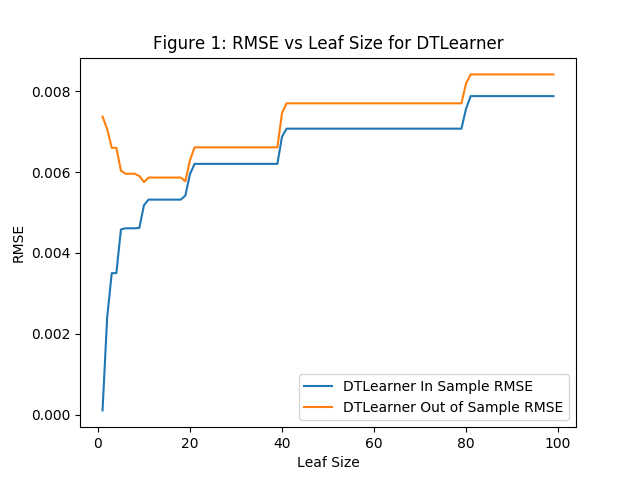 Figure 1: RMSE vs Leaf Size for DTLearner
0.008
0.006
0.004
0.002
0.000
RMSE
0 20 40 60 80 100
Leaf Size
DTLearner In Sample RMSE
DTLearner Out of Sample RMSE